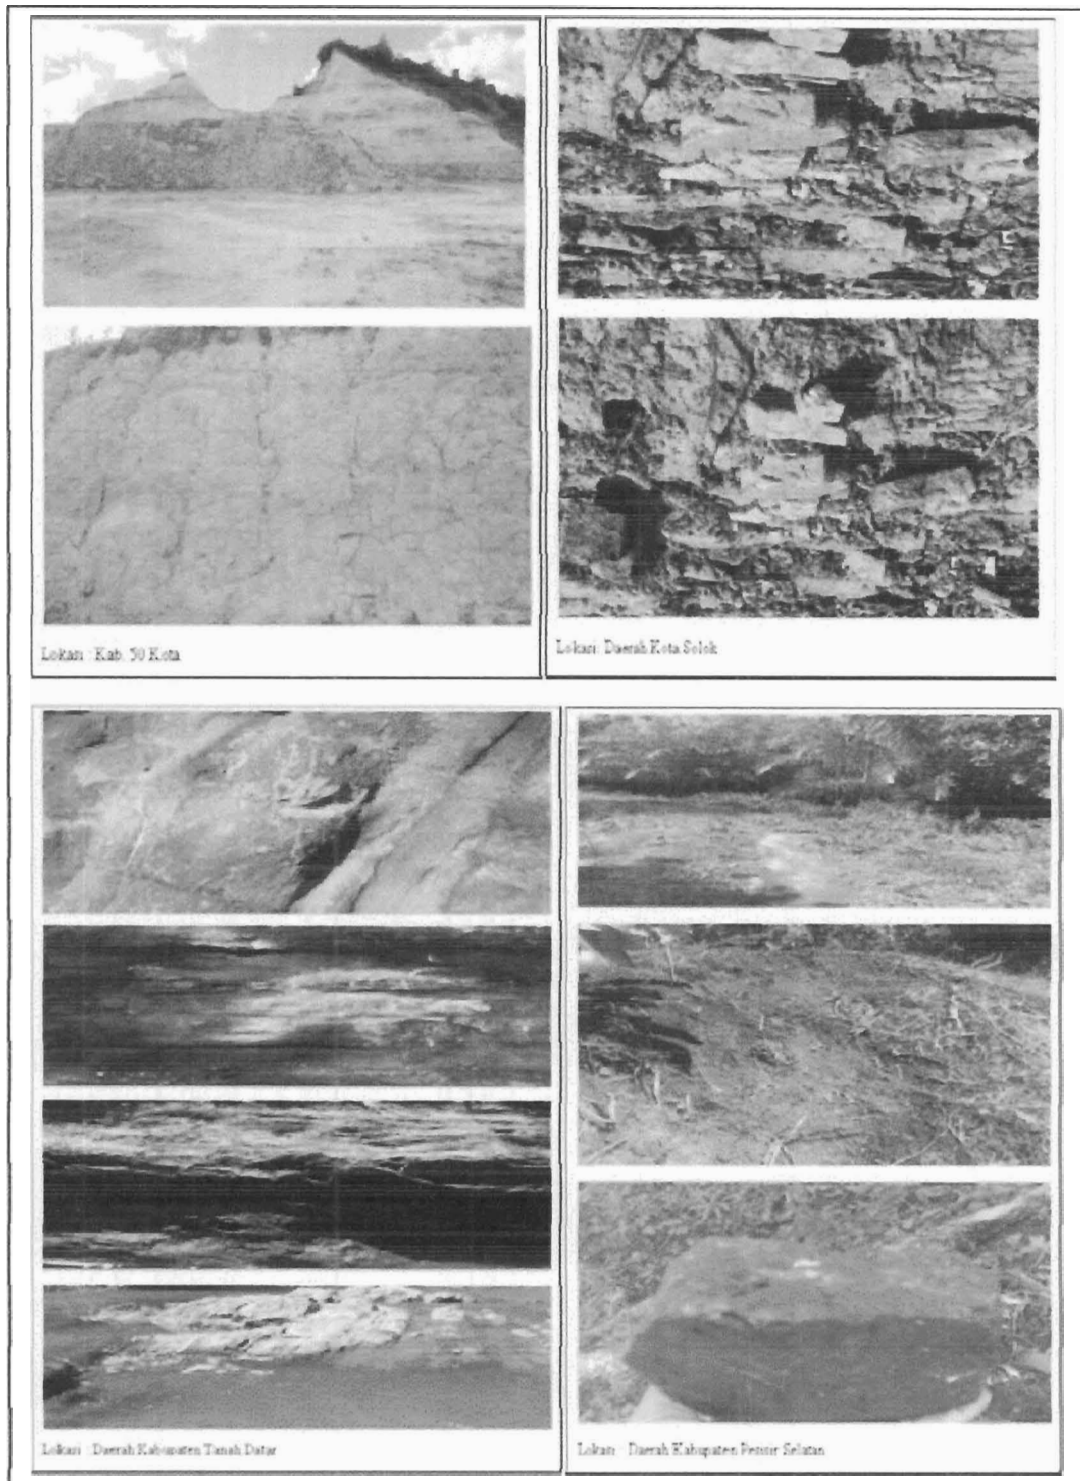 Lokasi : Kab. 50 Kota
Lokasi: Daerah Kota Solok
Lokasi : Daerah Kabupaten Tanah Datar
Lokasi : Daerah Kabupaten Pesisir Selatan